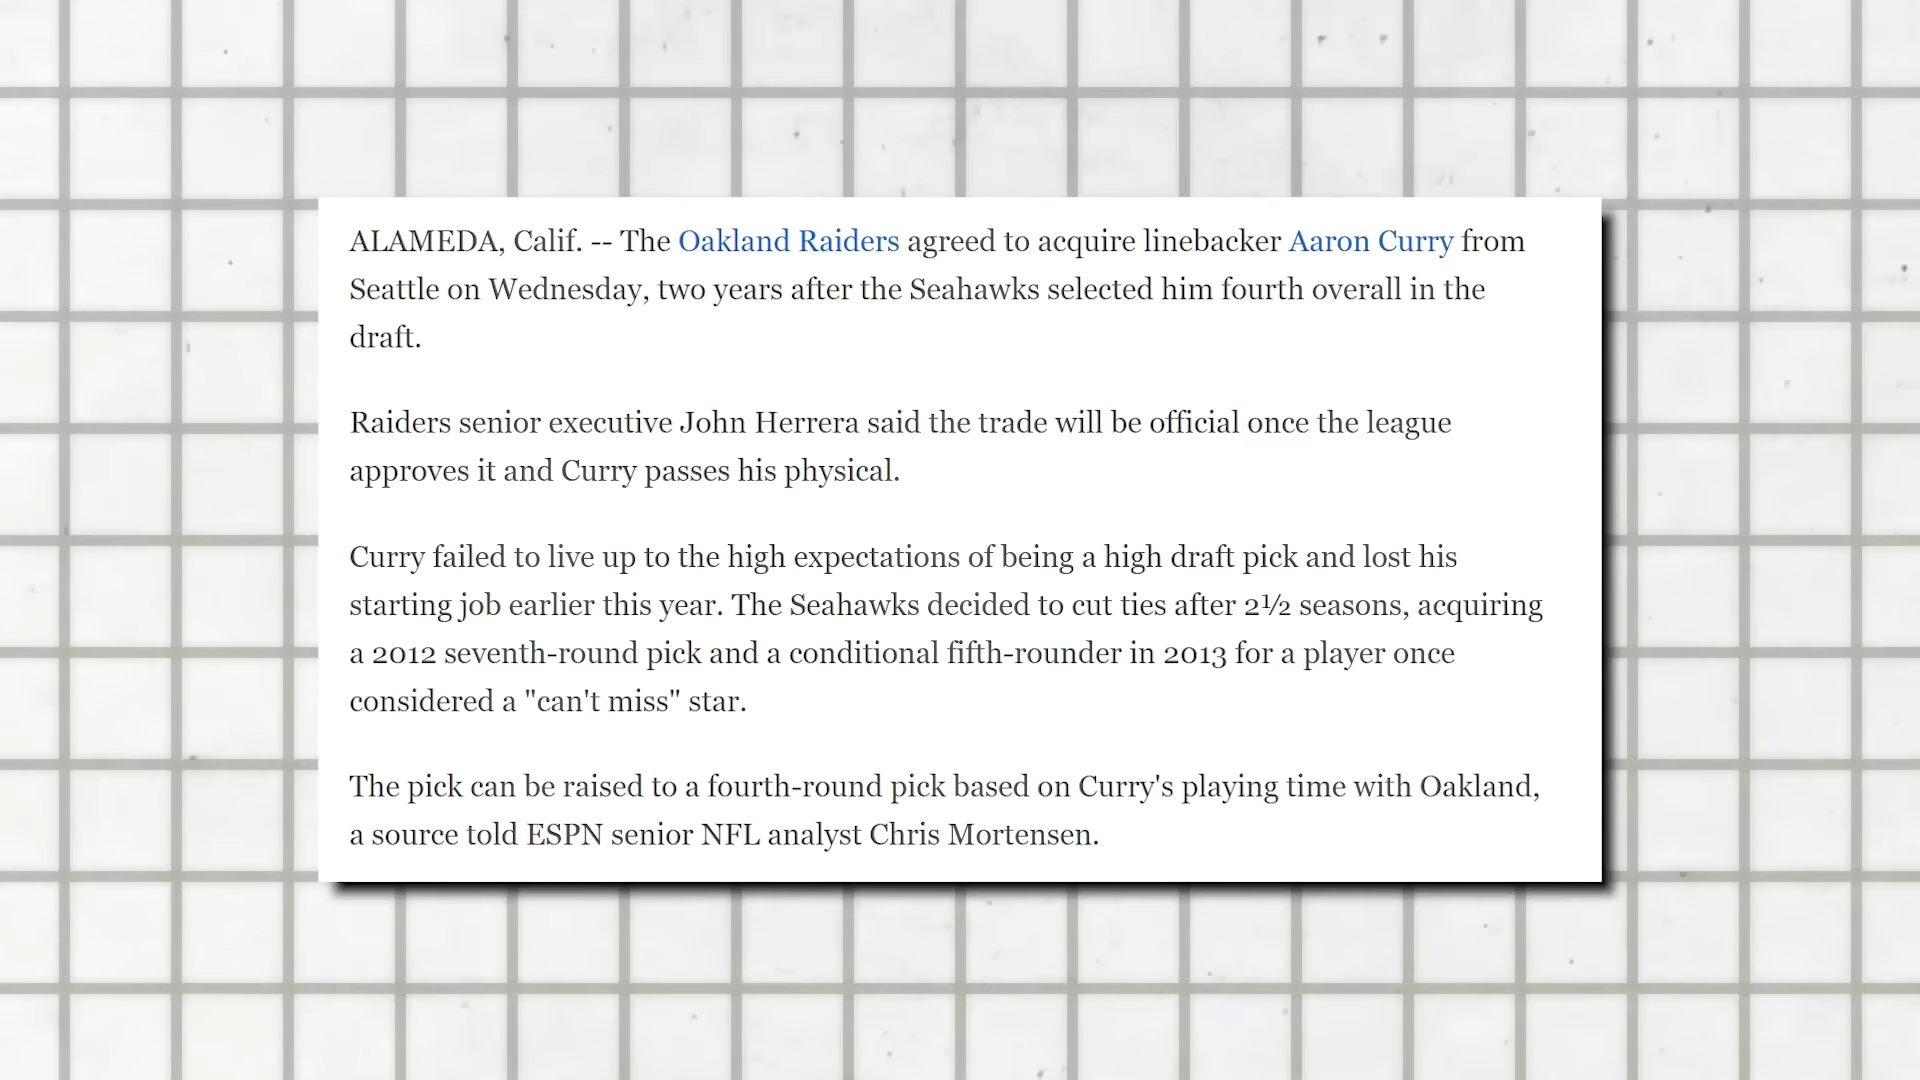 ALAMEDA, Calif. -- The Oakland Raiders agreed to acquire linebacker Aaron Curry from
Seattle on Wednesday, two years after the Seahawks selected him fourth overall in the
draft.
Raiders senior executive John Herrera said the trade will be official once the league
approves it and Curry passes his physical.
Curry failed to live up to the high expectations of being a high draft pick and lost his
starting job earlier this year. The Seahawks decided to cut ties after 2½ seasons, acquiring
a 2012 seventh-round pick and a conditional fifth-rounder in 2013 for a player once
considered a "can't miss" star.
The pick can be raised to a fourth-round pick based on Curry's playing time with Oakland,
a source told ESPN senior NFL analyst Chris Mortensen.